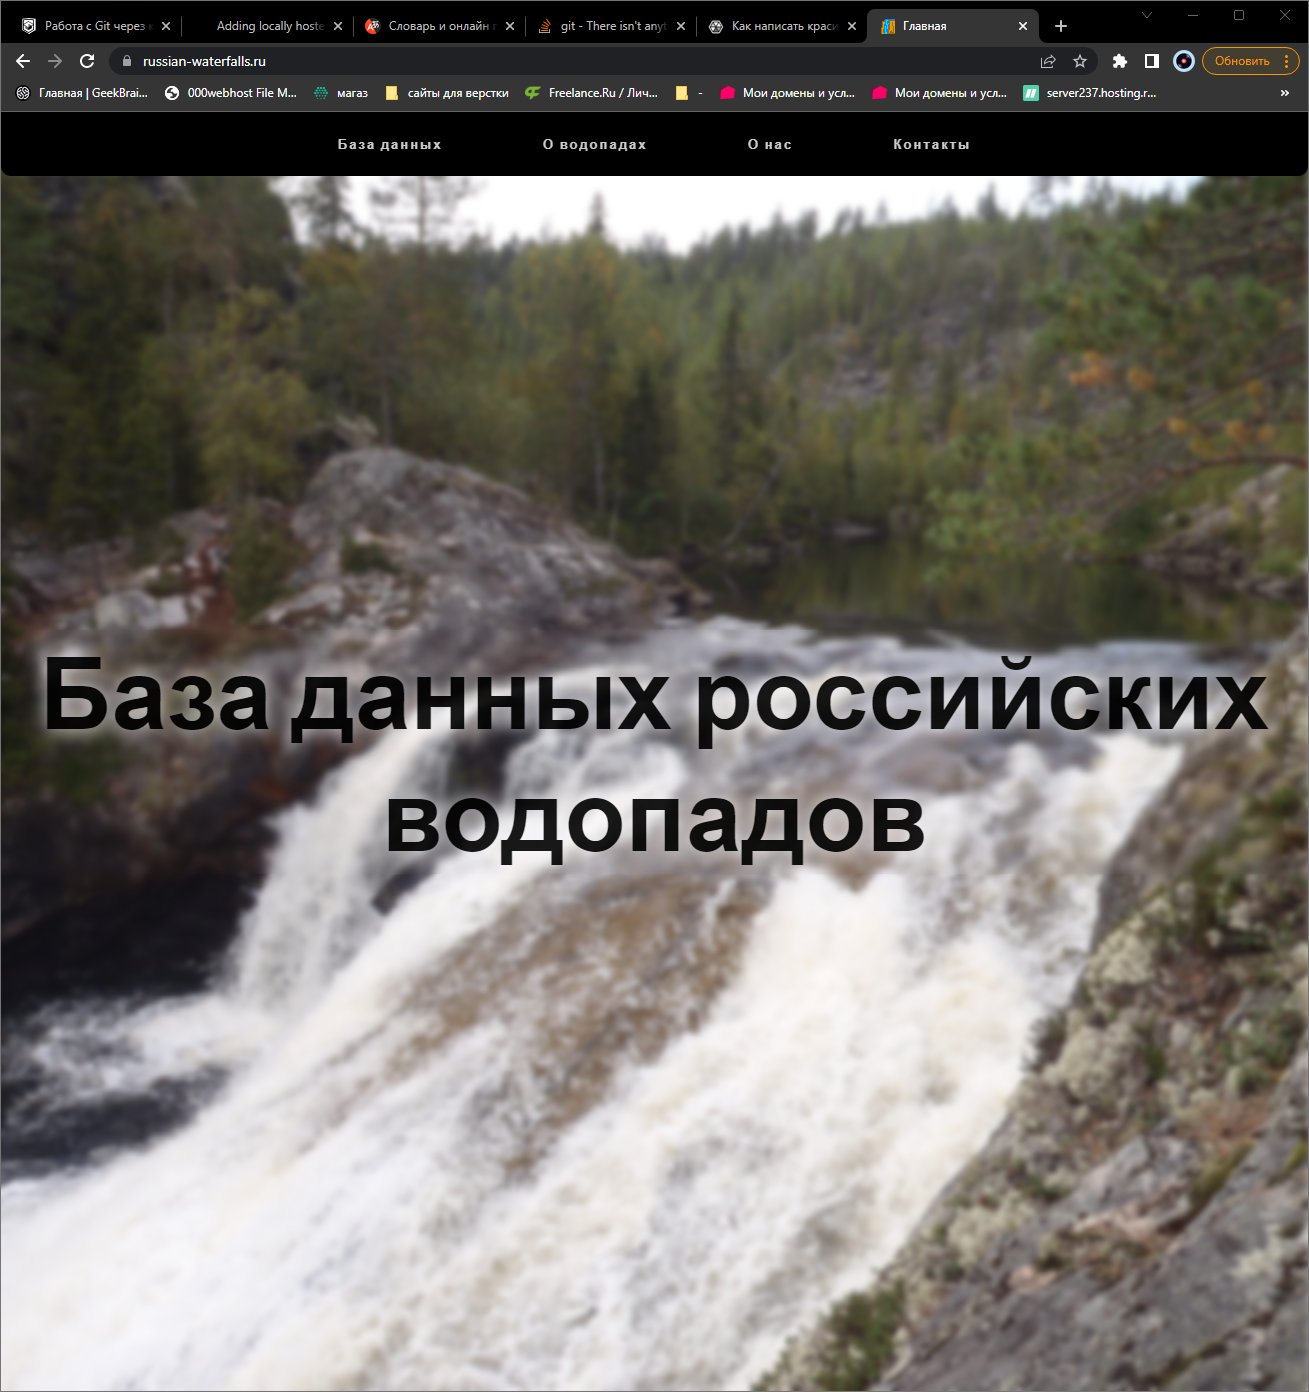 Работа с Git через к
Adding locally hoste
Словарь и онлайн п
git - There isn't anyt
Как написать краси
Главная
russian-waterfalls.ru
Обновить
Главная | GeekBrai...
000webhost File M...
магаз
сайты для верстки
Freelance.Ru / Лич...
-
Мои домены и усл...
Мои домены и усл...
server237.hosting.r...
»
База данных
О водопадах
О нас
Контакты
База данных российских
водопадов